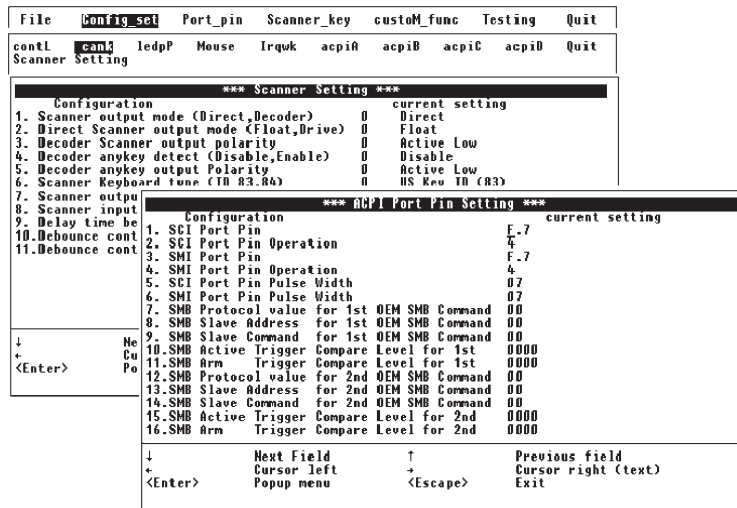 File Config_set Port_pin Scanner_key custoM_func Testing Quit
contL cank ledpP Mouse Irqwk acpiA acpiB acpiC acpiD Quit
Scanner Setting
*** Scanner Setting ***
Configuration current setting
1. Scanner output mode (Direct,Decoder) 0 Direct
2. Direct Scanner output mode (Float,Drive) 0 Float
3. Decoder Scanner output polarity 0 Active Low
4. Decoder anykey detect (Disable,Enable) 0 Disable
5. Decoder anykey output Polarity 0 Active Low
6. Scanner Keyboard type (ID 83,84) 0 US Key ID (83)
7. Scanner outpu
8. Scanner input
9. Delay time be
10.Debounce cont
11.Debounce cont
↓ Ne
← Cu
<Enter> Po
*** ACPI Port Pin Setting ***
Configuration current setting
1. SCI Port Pin F.7
2. SCI Port Pin Operation 4
3. SMI Port Pin F.7
4. SMI Port Pin Operation 4
5. SCI Port Pin Pulse Width 07
6. SMI Port Pin Pulse Width 07
7. SMB Protocol value for 1st OEM SMB Command 00
8. SMB Slave Address for 1st OEM SMB Command 00
9. SMB Slave Command for 1st OEM SMB Command 00
10.SMB Active Trigger Compare Level for 1st 0000
11.SMB Arm Trigger Compare Level for 1st 0000
12.SMB Protocol value for 2nd OEM SMB Command 00
13.SMB Slave Address for 2nd OEM SMB Command 00
14.SMB Slave Command for 2nd OEM SMB Command 00
15.SMB Active Trigger Compare Level for 2nd 0000
16.SMB Arm Trigger Compare Level for 2nd 0000
↓ Next Field ↑ Previous field
← Cursor left → Cursor right (text)
<Enter> Popup menu <Escape> Exit